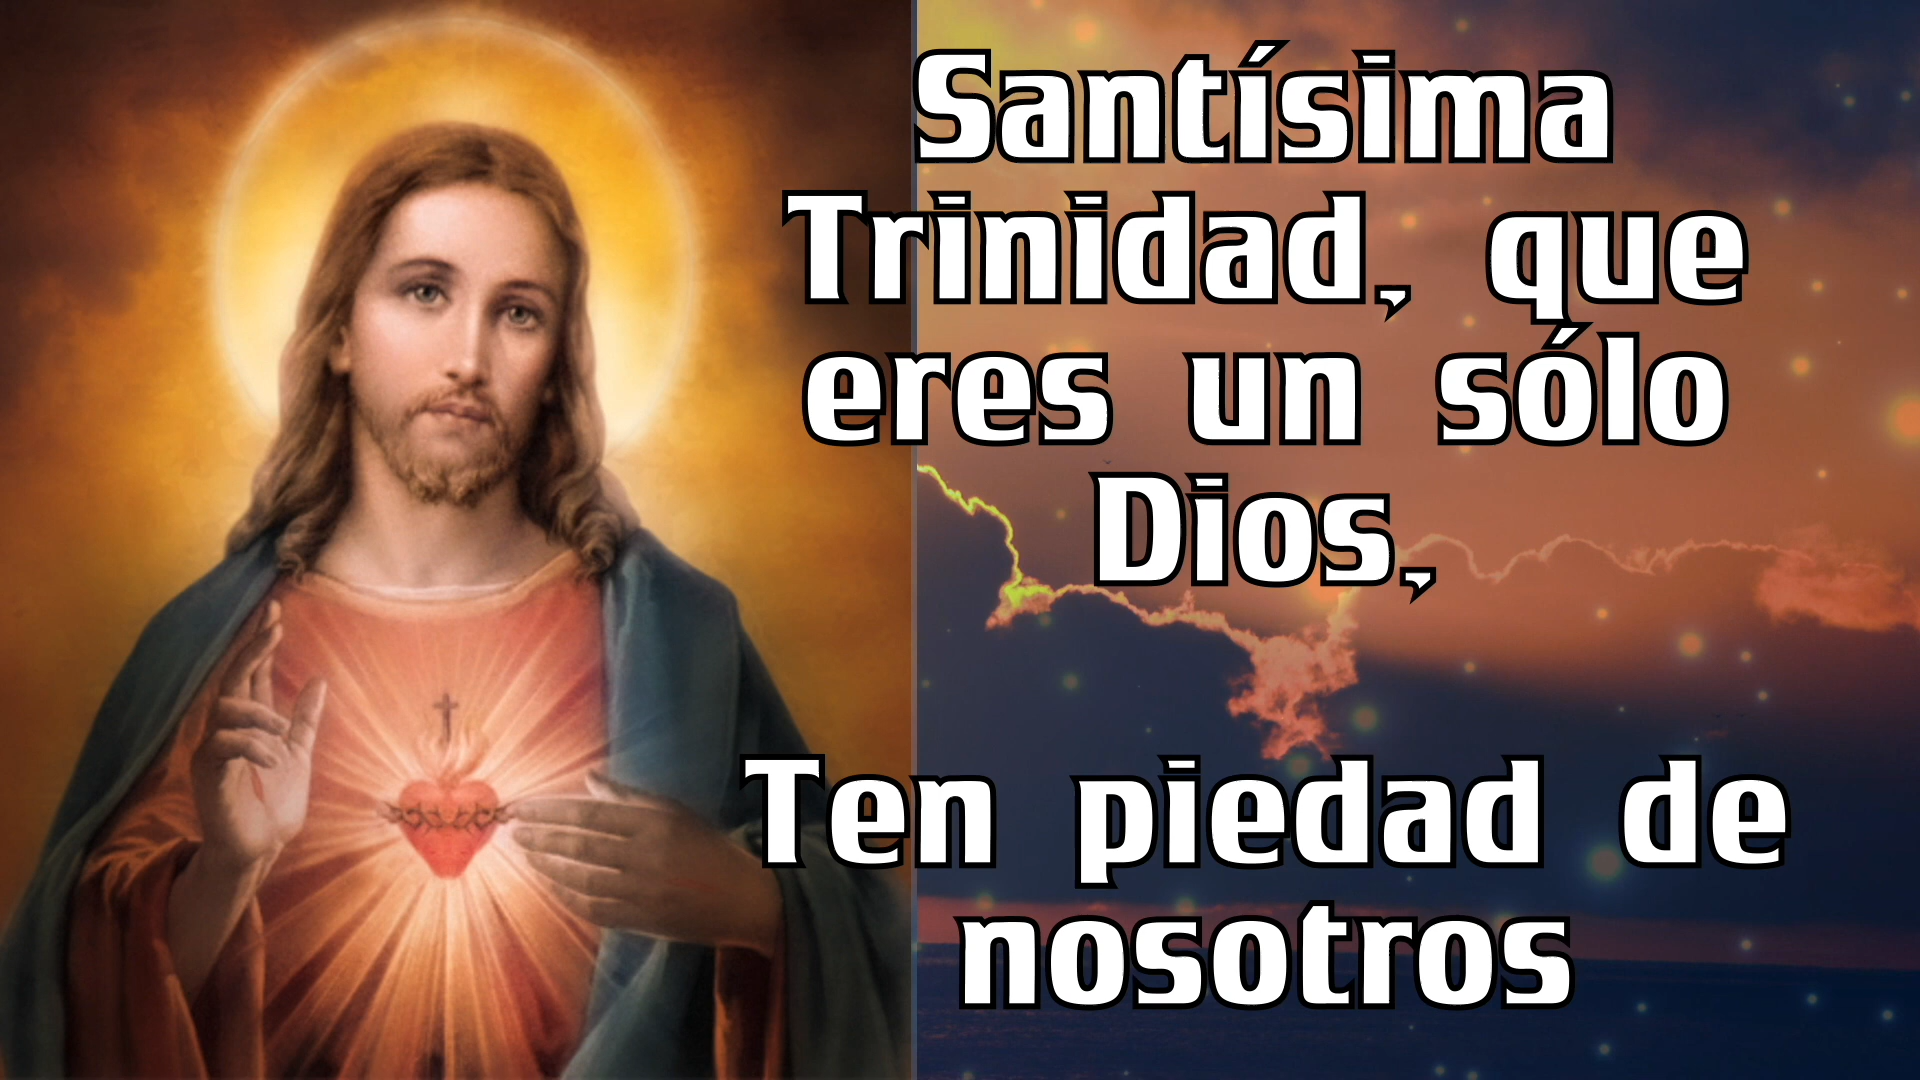 Santísima
Trinidad, que
eres un sólo
Dios,
Ten piedad de
nosotros